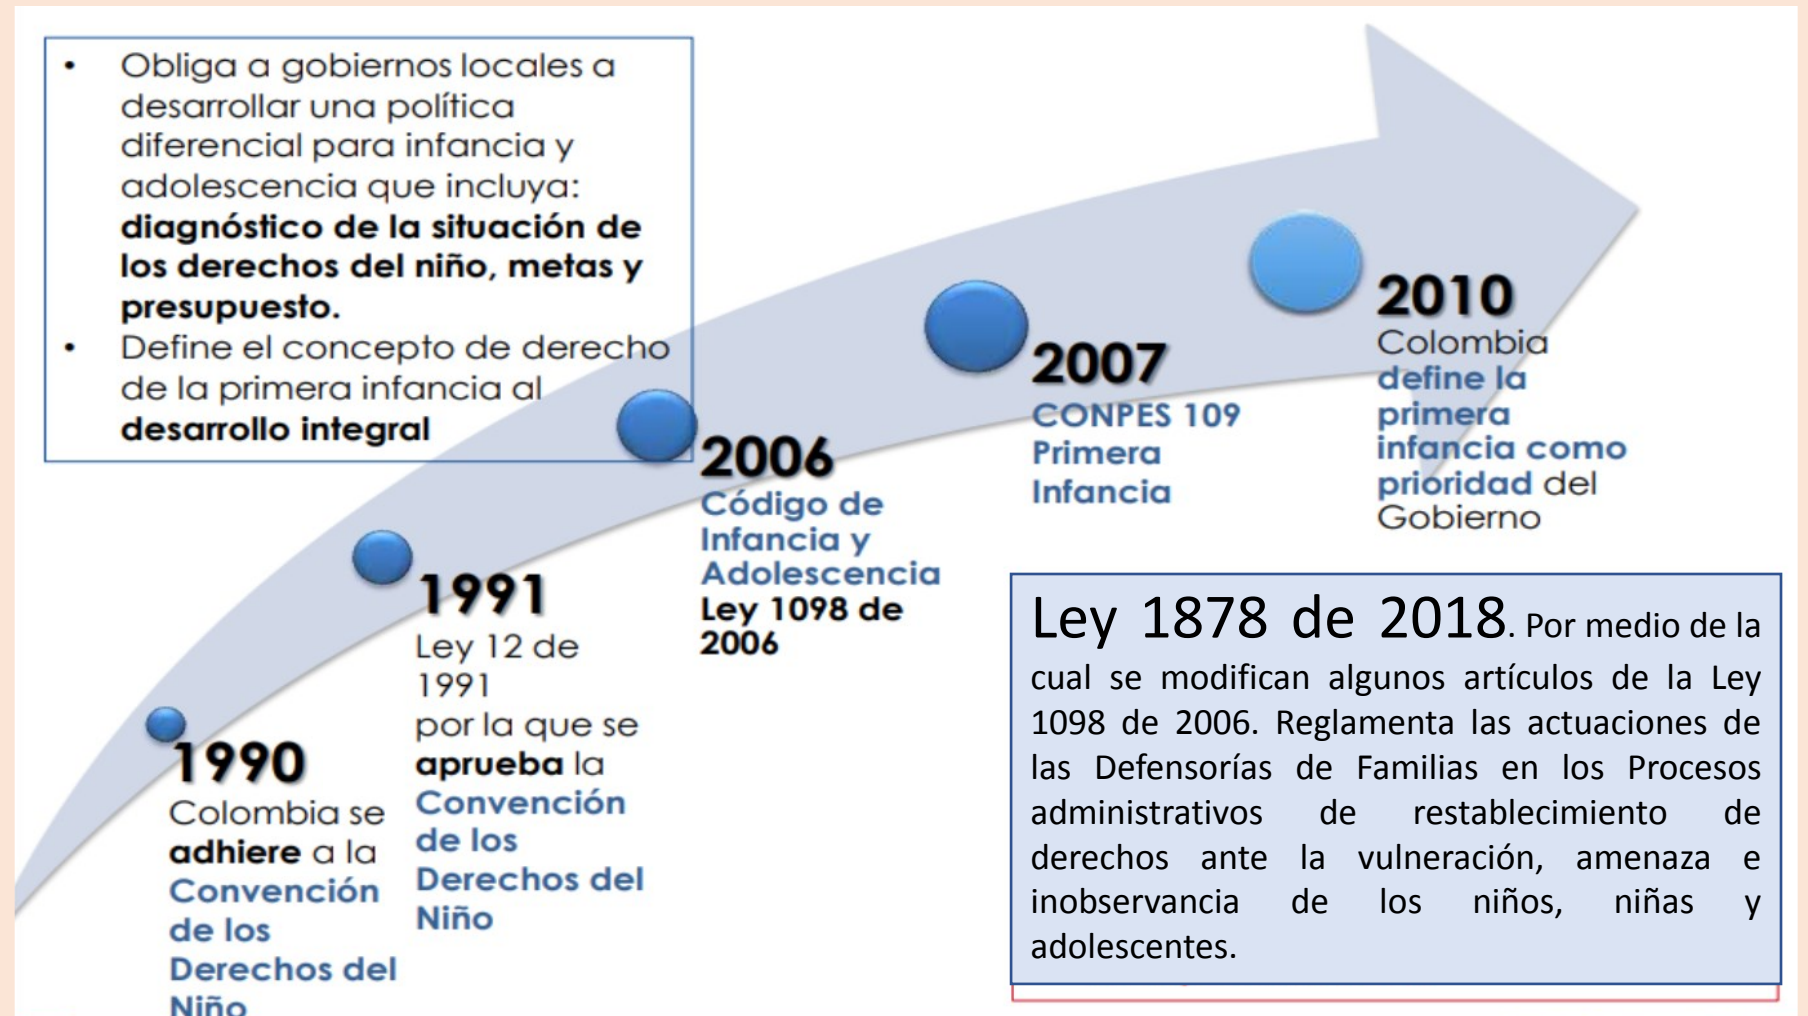 • Obliga a gobiernos locales a
desarrollar una política
diferencial para infancia y
adolescencia que incluya:
diagnóstico de la situación de
los derechos del niño, metas y
presupuesto.
• Define el concepto de derecho
de la primera infancia al
desarrollo integral
1990
Colombia se
adhiere a la
Convención
de los
Derechos del
Niño
1991
Ley 12 de
1991
por la que se
aprueba la
Convención
de los
Derechos del
Niño
2006
Código de
Infancia y
Adolescencia
Ley 1098 de
2006
2007
CONPES 109
Primera
Infancia
2010
Colombia
define la
primera
infancia como
prioridad del
Gobierno
Ley 1878 de 2018. Por medio de la
cual se modifican algunos artículos de la Ley
1098 de 2006. Reglamenta las actuaciones de
las Defensorías de Familias en los Procesos
administrativos de restablecimiento de
derechos ante la vulneración, amenaza e
inobservancia de los niños, niñas y
adolescentes.